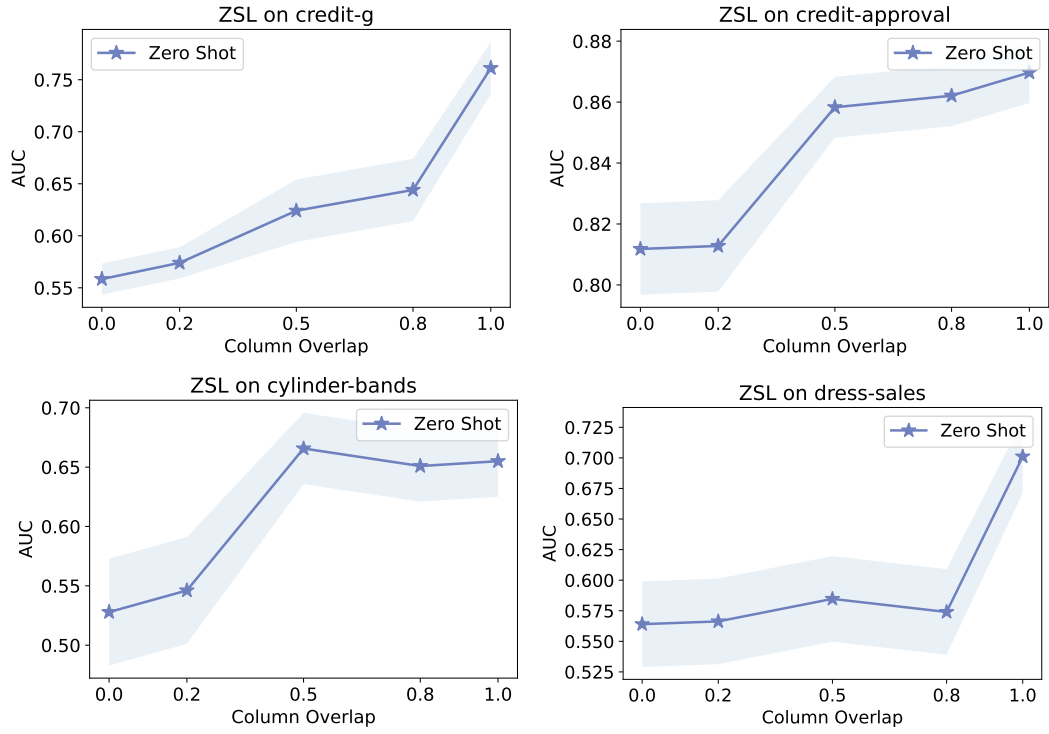 ZSL on credit-g
Zero Shot
0.75
0.70
0.65
0.60
0.55
AUC
0.0 0.2 0.5 0.8 1.0
Column Overlap
ZSL on credit-approval
Zero Shot
0.88
0.86
0.84
0.82
0.80
AUC
0.0 0.2 0.5 0.8 1.0
Column Overlap
ZSL on cylinder-bands
Zero Shot
0.70
0.65
0.60
0.55
0.50
AUC
0.0 0.2 0.5 0.8 1.0
Column Overlap
ZSL on dress-sales
Zero Shot
0.725
0.700
0.675
0.650
0.625
0.600
0.575
0.550
0.525
AUC
0.0 0.2 0.5 0.8 1.0
Column Overlap